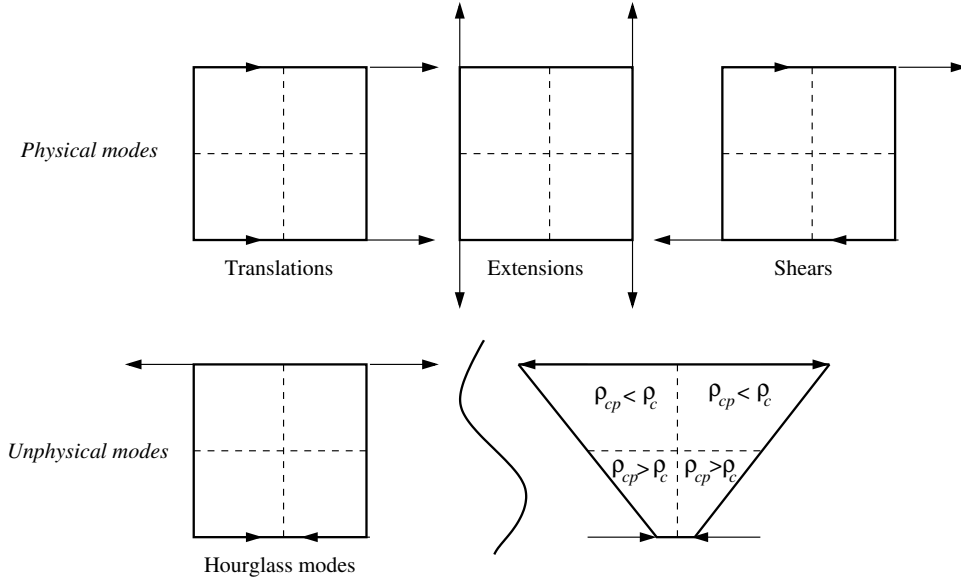 Physical modes
Translations
Extensions
Shears
Unphysical modes
ρcp < ρc
ρcp < ρc
ρcp > ρc
ρcp > ρc
Hourglass modes